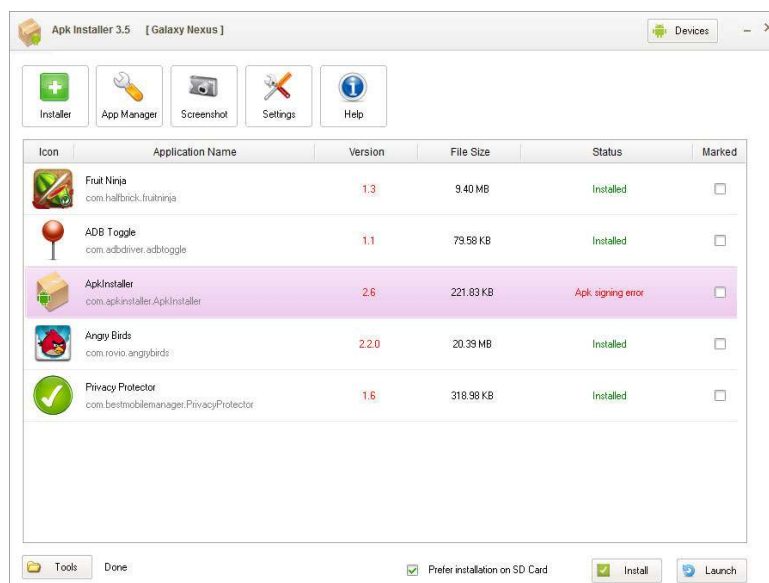 Apk Installer 3.5 [ Galaxy Nexus ] Devices
Installer App Manager Screenshot Settings Help
Icon Application Name Version File Size Status Marked
Fruit Ninja
com.halfbrick.fruitninja
1.3 9.40 MB Installed
ADB Toggle
com.adbdriver.adbtoggle
1.1 79.58 KB Installed
ApkInstaller
com.apkinstaller.ApkInstaller
2.6 221.83 KB Apk signing error
Angry Birds
com.rovio.angrybirds
2.2.0 20.39 MB Installed
Privacy Protector
com.bestmobilemanager.PrivacyProtector
1.6 318.98 KB Installed
Tools Done Prefer installation on SD Card Install Launch